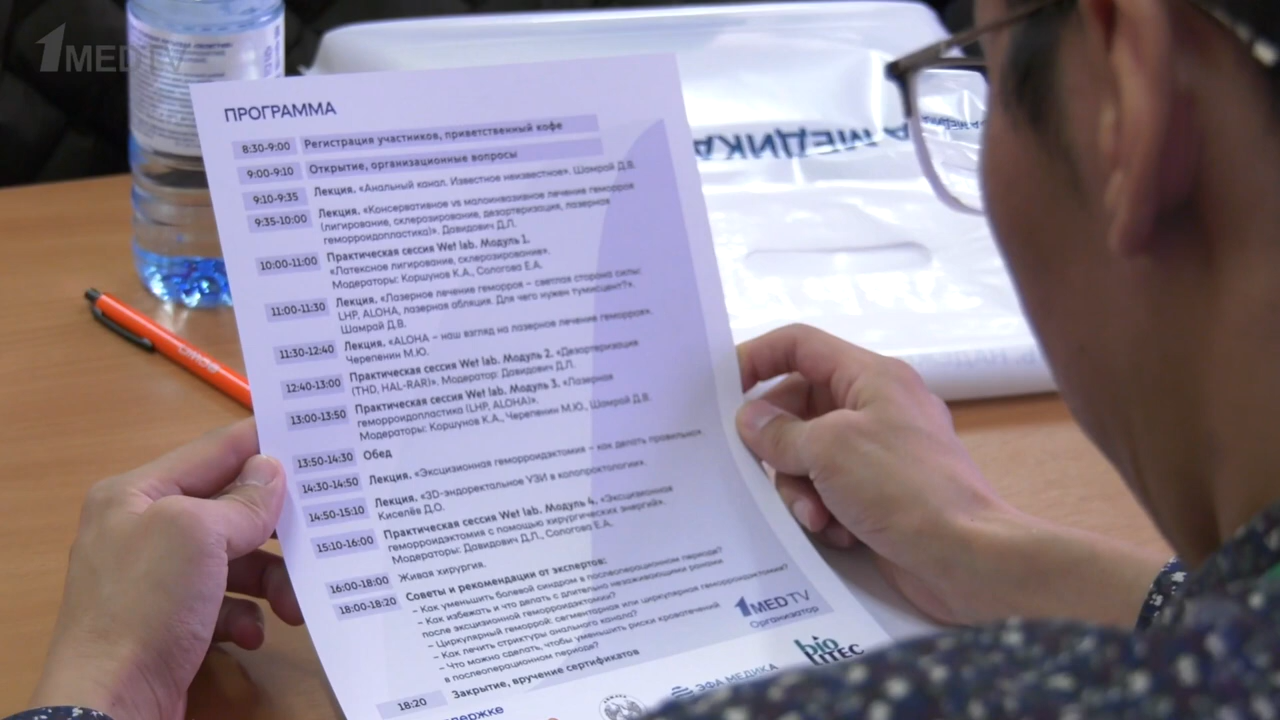 1MEDTV
ПРОГРАММА
8:30-9:00 Регистрация участников, приветственный кофе
9:00-9:10 Открытие, организационные вопросы
9:10-9:35 Лекция. «Анальный канал. Известное неизвестное». Шамрай Д.В.
9:35-10:00 Лекция. «Консервативное vs малоинвазивное лечение геморроя
(лигирование, склерозирование, дезартеризация, лазерная
геморроидопластика)». Давидович Д.Л.
10:00-11:00 Практическая сессия Wet lab. Модуль 1.
«Латексное лигирование, склерозирование».
Модераторы: Коршунов К.А., Сологова Е.А.
11:00-11:30 Лекция. «Лазерное лечение геморроя – светлая сторона силы:
LHP, ALOHA, лазерная абляция. Для чего нужен тумисцент?».
Шамрай Д.В.
11:30-12:40 Лекция. «ALOHA – наш взгляд на лазерное лечение геморроя».
Черепенин М.Ю.
12:40-13:00 Практическая сессия Wet lab. Модуль 2. «Дезартеризация
(THD, HAL-RAR)». Модератор: Давидович Д.Л.
13:00-13:50 Практическая сессия Wet lab. Модуль 3. «Лазерная
геморроидопластика (LHP, ALOHA)».
Модераторы: Коршунов К.А., Черепенин М.Ю., Шамрай Д.В.
13:50-14:30 Обед
14:30-14:50 Лекция. «Эксцизионная геморроидэктомия – как делать правильно».
14:50-15:10 Лекция. «3D-эндоректальное УЗИ в колопроктологии».
Киселёв Д.О.
15:10-16:00 Практическая сессия Wet lab. Модуль 4. «Эксцизионная
геморроидэктомия с помощью хирургических энергий».
Модераторы: Давидович Д.Л., Сологова Е.А.
16:00-18:00 Живая хирургия.
18:00-18:20 Советы и рекомендации от экспертов:
– Как уменьшить болевой синдром в послеоперационном периоде?
– Как избежать и что делать с длительно незаживающими ранами
после эксцизионной геморроидэктомии?
– Циркулярный геморрой: сегментарная или циркулярная геморроидэктомия?
– Как лечить стриктуры анального канала?
– Что можно сделать, чтобы уменьшить риски кровотечений
в послеоперационном периоде?
18:20 Закрытие, вручение сертификатов
1MEDTV
Организатор
ЭФА МЕДИКА
bio
LITEC
МЕДИКА